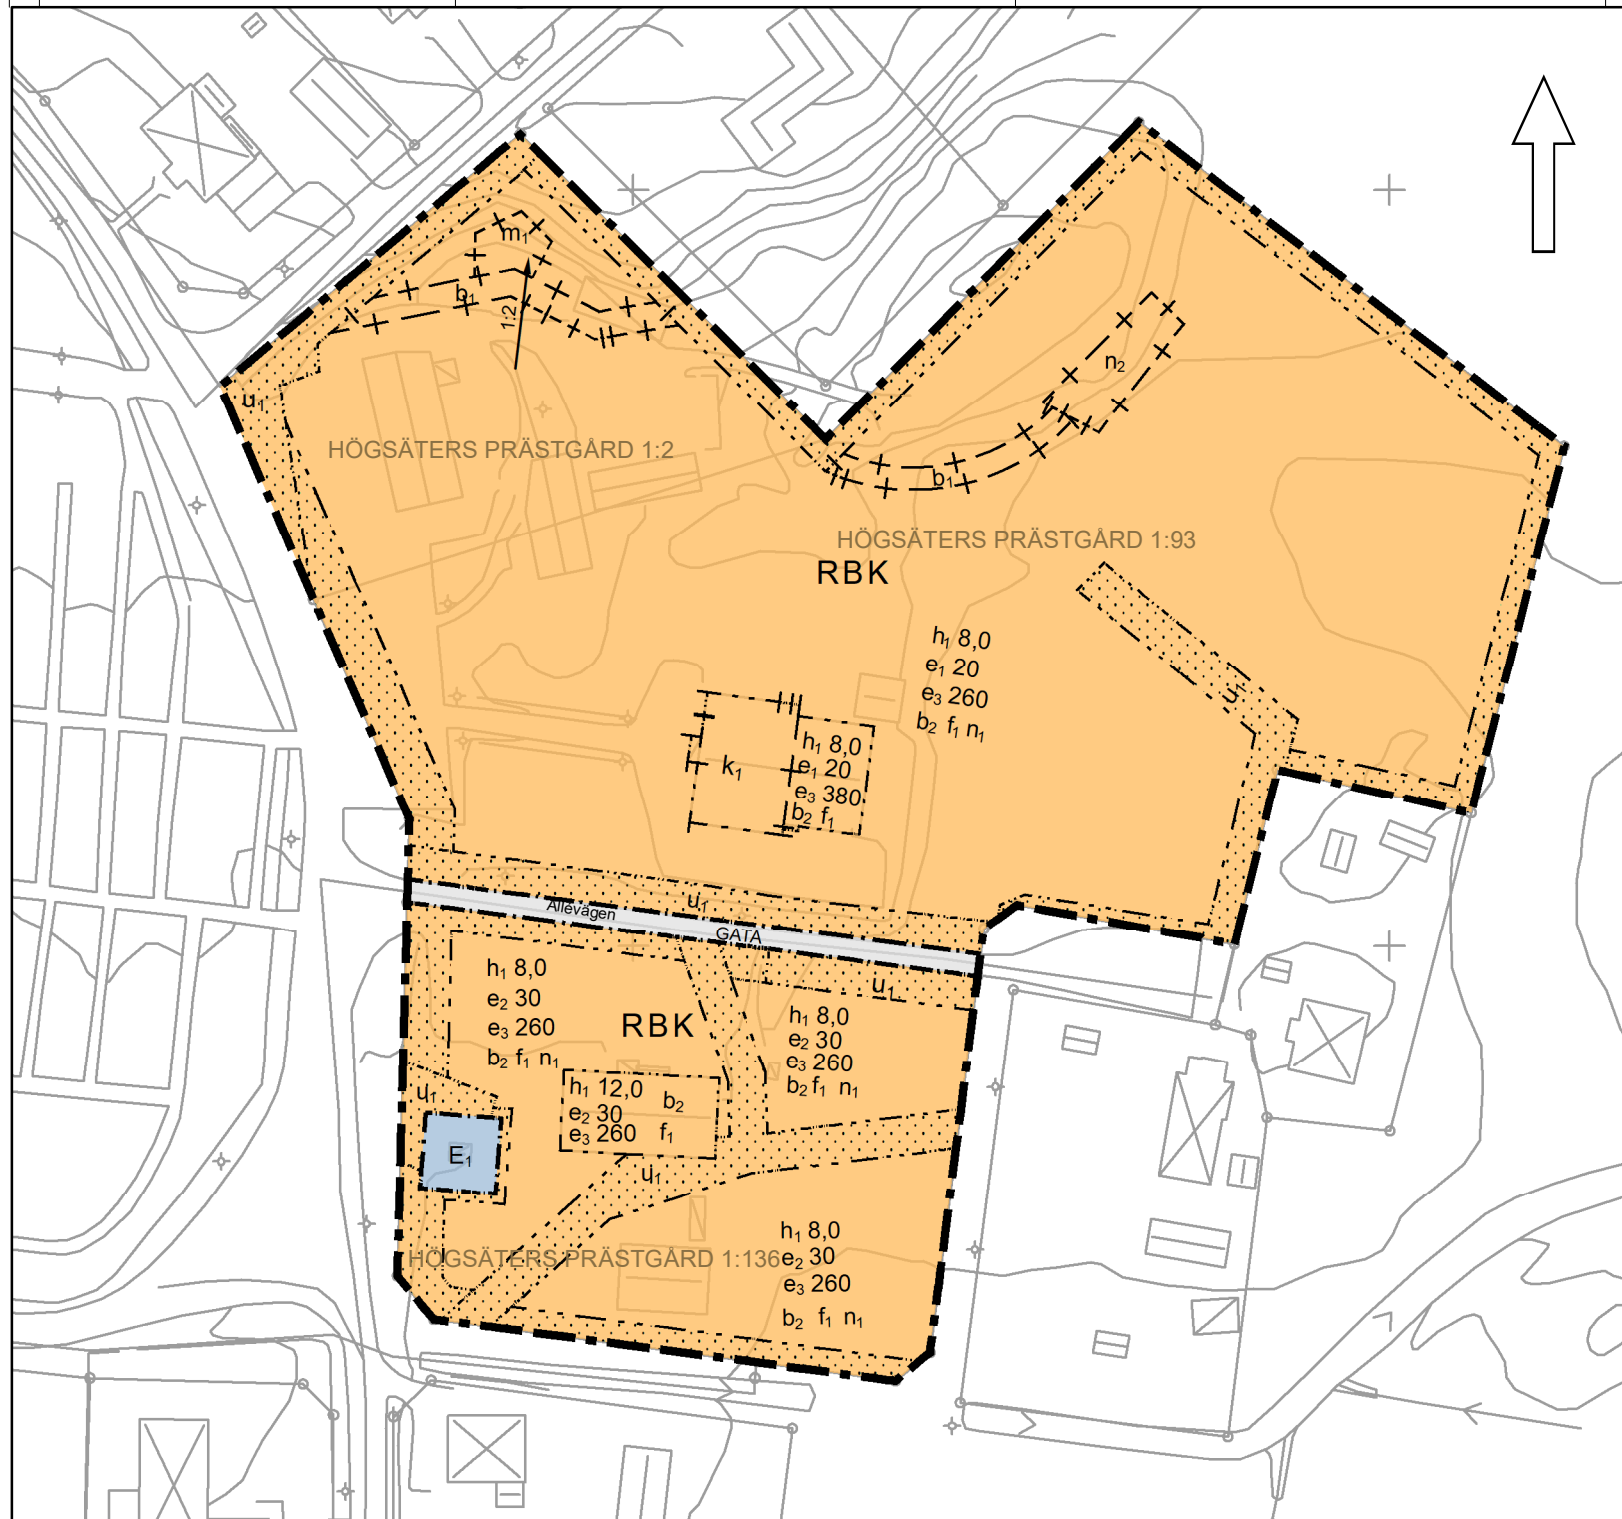 m₁
b₁
1:2
n₂
u₁
HÖGSÄTERS PRÄSTGÅRD 1:2
b₁
HÖGSÄTERS PRÄSTGÅRD 1:93
RBK
h₁ 8,0
e₁ 20
e₃ 260
b₂ f₁ n₁
h₁ 8,0
e₁ 20
e₃ 380
b₂ f₁
k₁
u₁
Allévägen
GATA
u₁
h₁ 8,0
e₂ 30
e₃ 260
b₂ f₁ n₁
RBK
h₁ 8,0
e₂ 30
e₃ 260
b₂ f₁ n₁
u₁
h₁ 12,0 b₂
e₂ 30
e₃ 260 f₁
E₁
u₁
h₁ 8,0
HÖGSÄTERS PRÄSTGÅRD 1:136
e₂ 30
e₃ 260
b₂ f₁ n₁